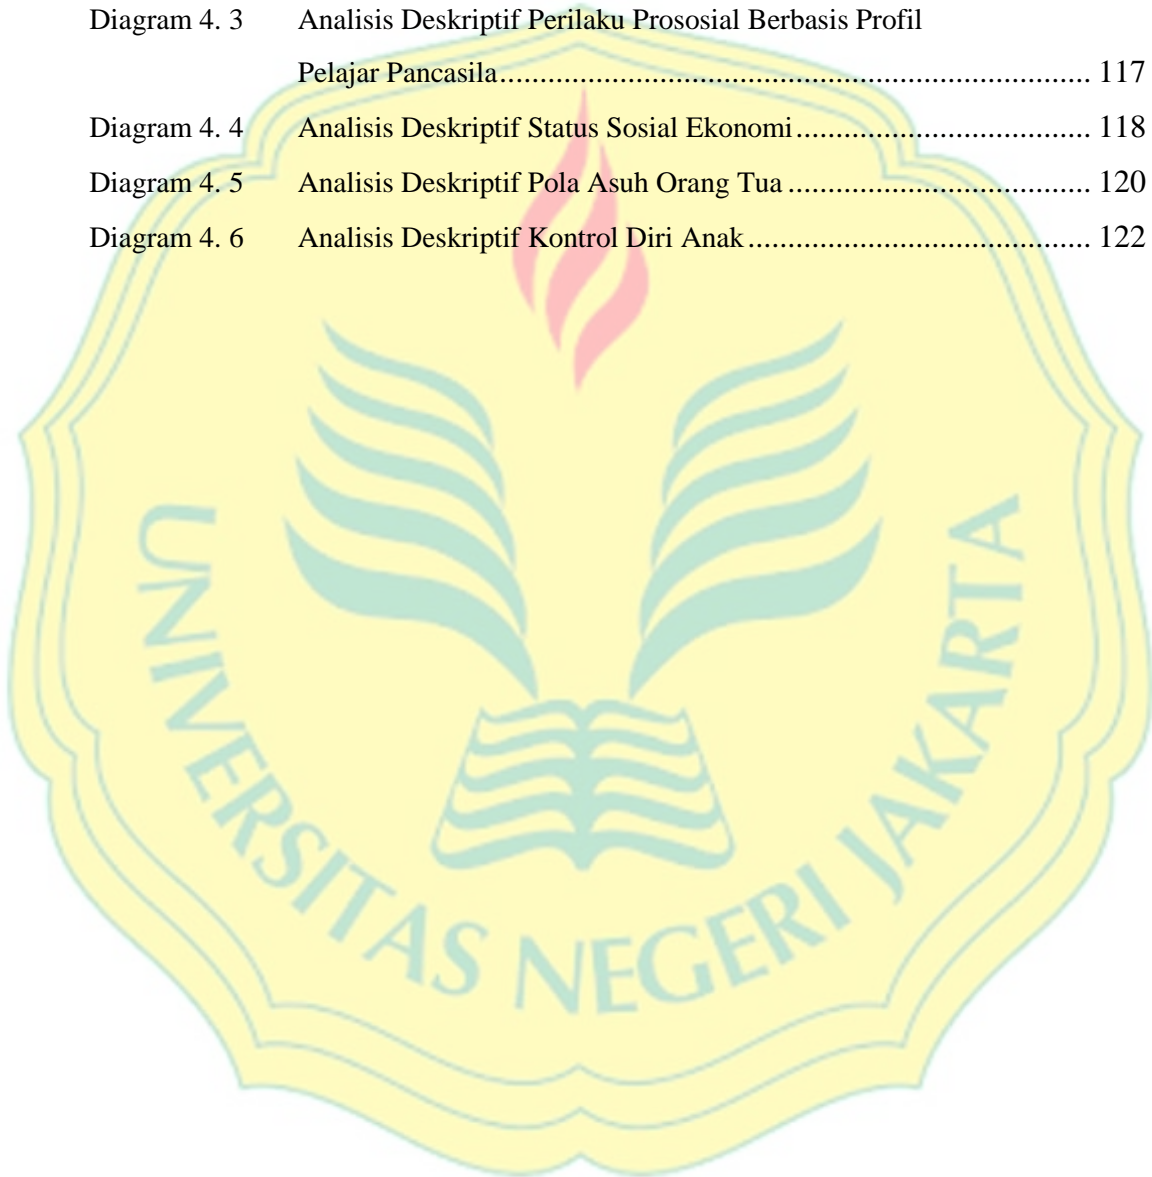 Diagram 4. 3 Analisis Deskriptif Perilaku Prososial Berbasis Profil
Pelajar Pancasila........................................................................... 117
Diagram 4. 4 Analisis Deskriptif Status Sosial Ekonomi..................................... 118
Diagram 4. 5 Analisis Deskriptif Pola Asuh Orang Tua ...................................... 120
Diagram 4. 6 Analisis Deskriptif Kontrol Diri Anak........................................... 122
UNIVERSITAS NEGERI JAKARTA